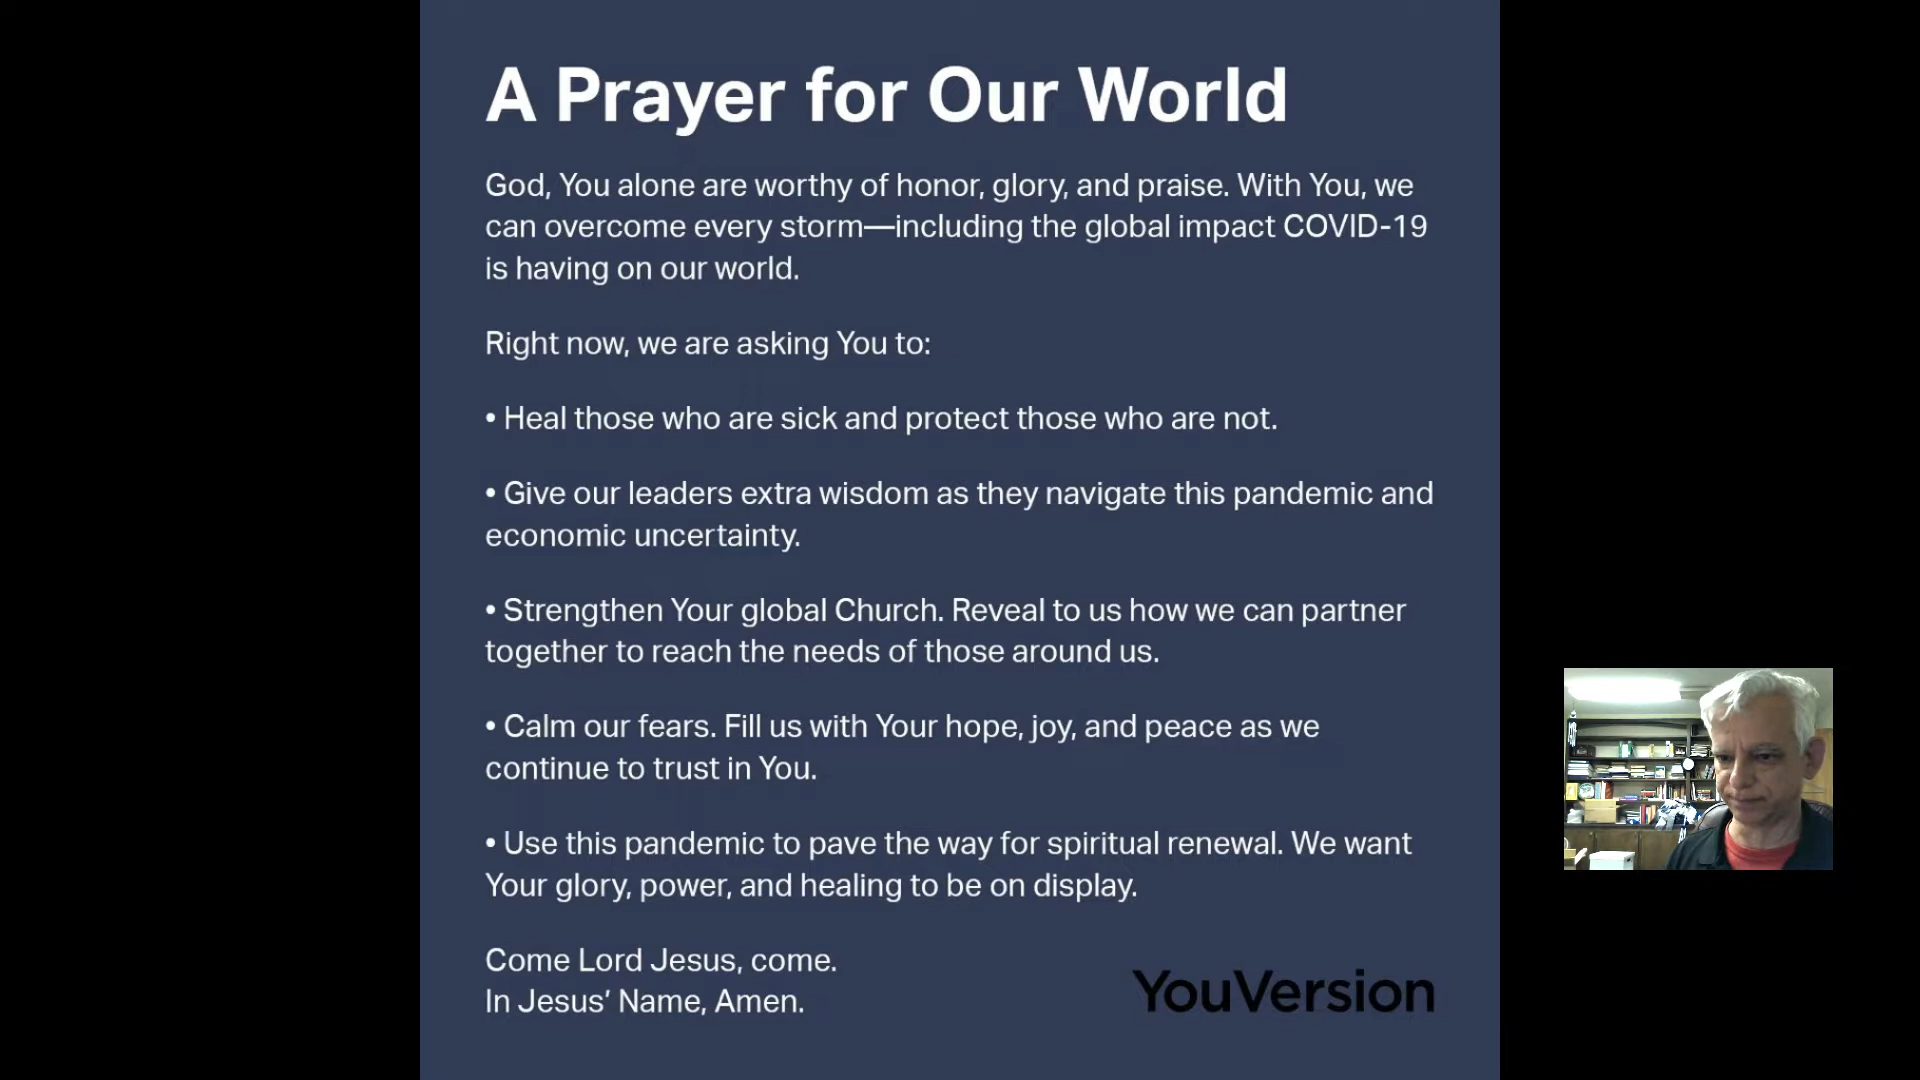 A Prayer for Our World
God, You alone are worthy of honor, glory, and praise. With You, we
can overcome every storm—including the global impact COVID-19
is having on our world.
Right now, we are asking You to:
• Heal those who are sick and protect those who are not.
• Give our leaders extra wisdom as they navigate this pandemic and
economic uncertainty.
• Strengthen Your global Church. Reveal to us how we can partner
together to reach the needs of those around us.
• Calm our fears. Fill us with Your hope, joy, and peace as we
continue to trust in You.
• Use this pandemic to pave the way for spiritual renewal. We want
Your glory, power, and healing to be on display.
Come Lord Jesus, come.
In Jesus’ Name, Amen.
YouVersion